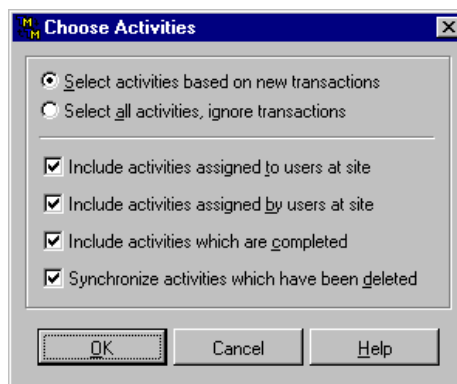 Choose Activities
Select activities based on new transactions
Select all activities, ignore transactions
Include activities assigned to users at site
Include activities assigned by users at site
Include activities which are completed
Synchronize activities which have been deleted
OK Cancel Help